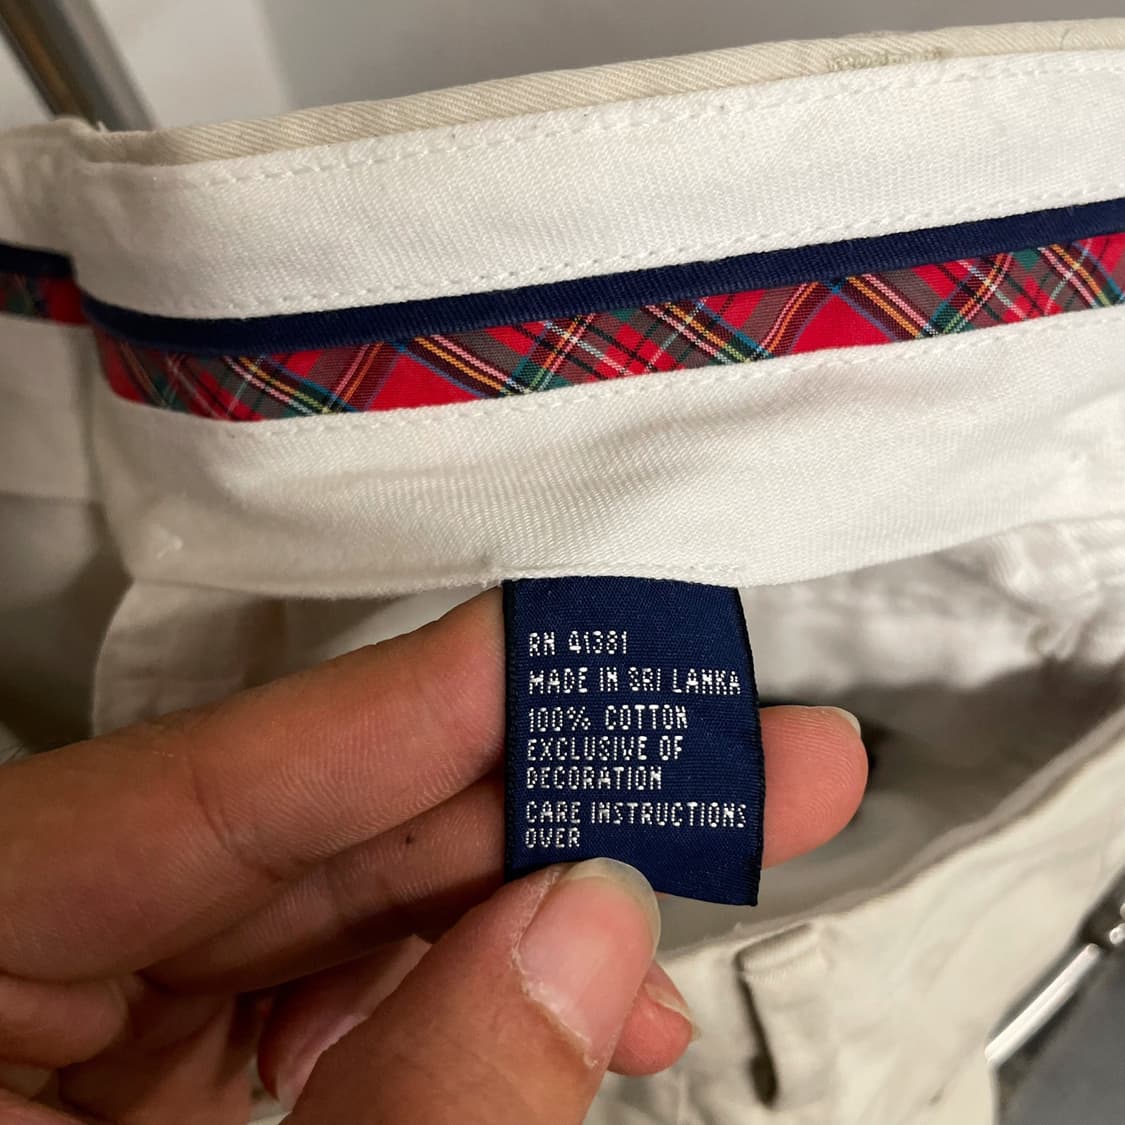 RN 41381
MADE IN SRI LANKA
100% COTTON
EXCLUSIVE OF
DECORATION
CARE INSTRUCTIONS
OVER